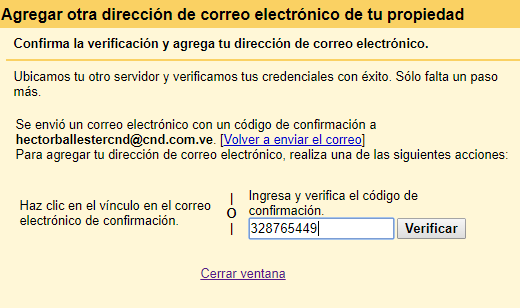 Agregar otra dirección de correo electrónico de tu propiedad
Confirma la verificación y agrega tu dirección de correo electrónico.
Ubicamos tu otro servidor y verificamos tus credenciales con éxito. Sólo falta un paso
más.
Se envió un correo electrónico con un código de confirmación a
hectorballestercnd@cnd.com.ve. [Volver a enviar el correo]
Para agregar tu dirección de correo electrónico, realiza una de las siguientes acciones:
Haz clic en el vínculo en el correo
electrónico de confirmación.
|
O
|
Ingresa y verifica el código de
confirmación.
328765449
Verificar
Cerrar ventana